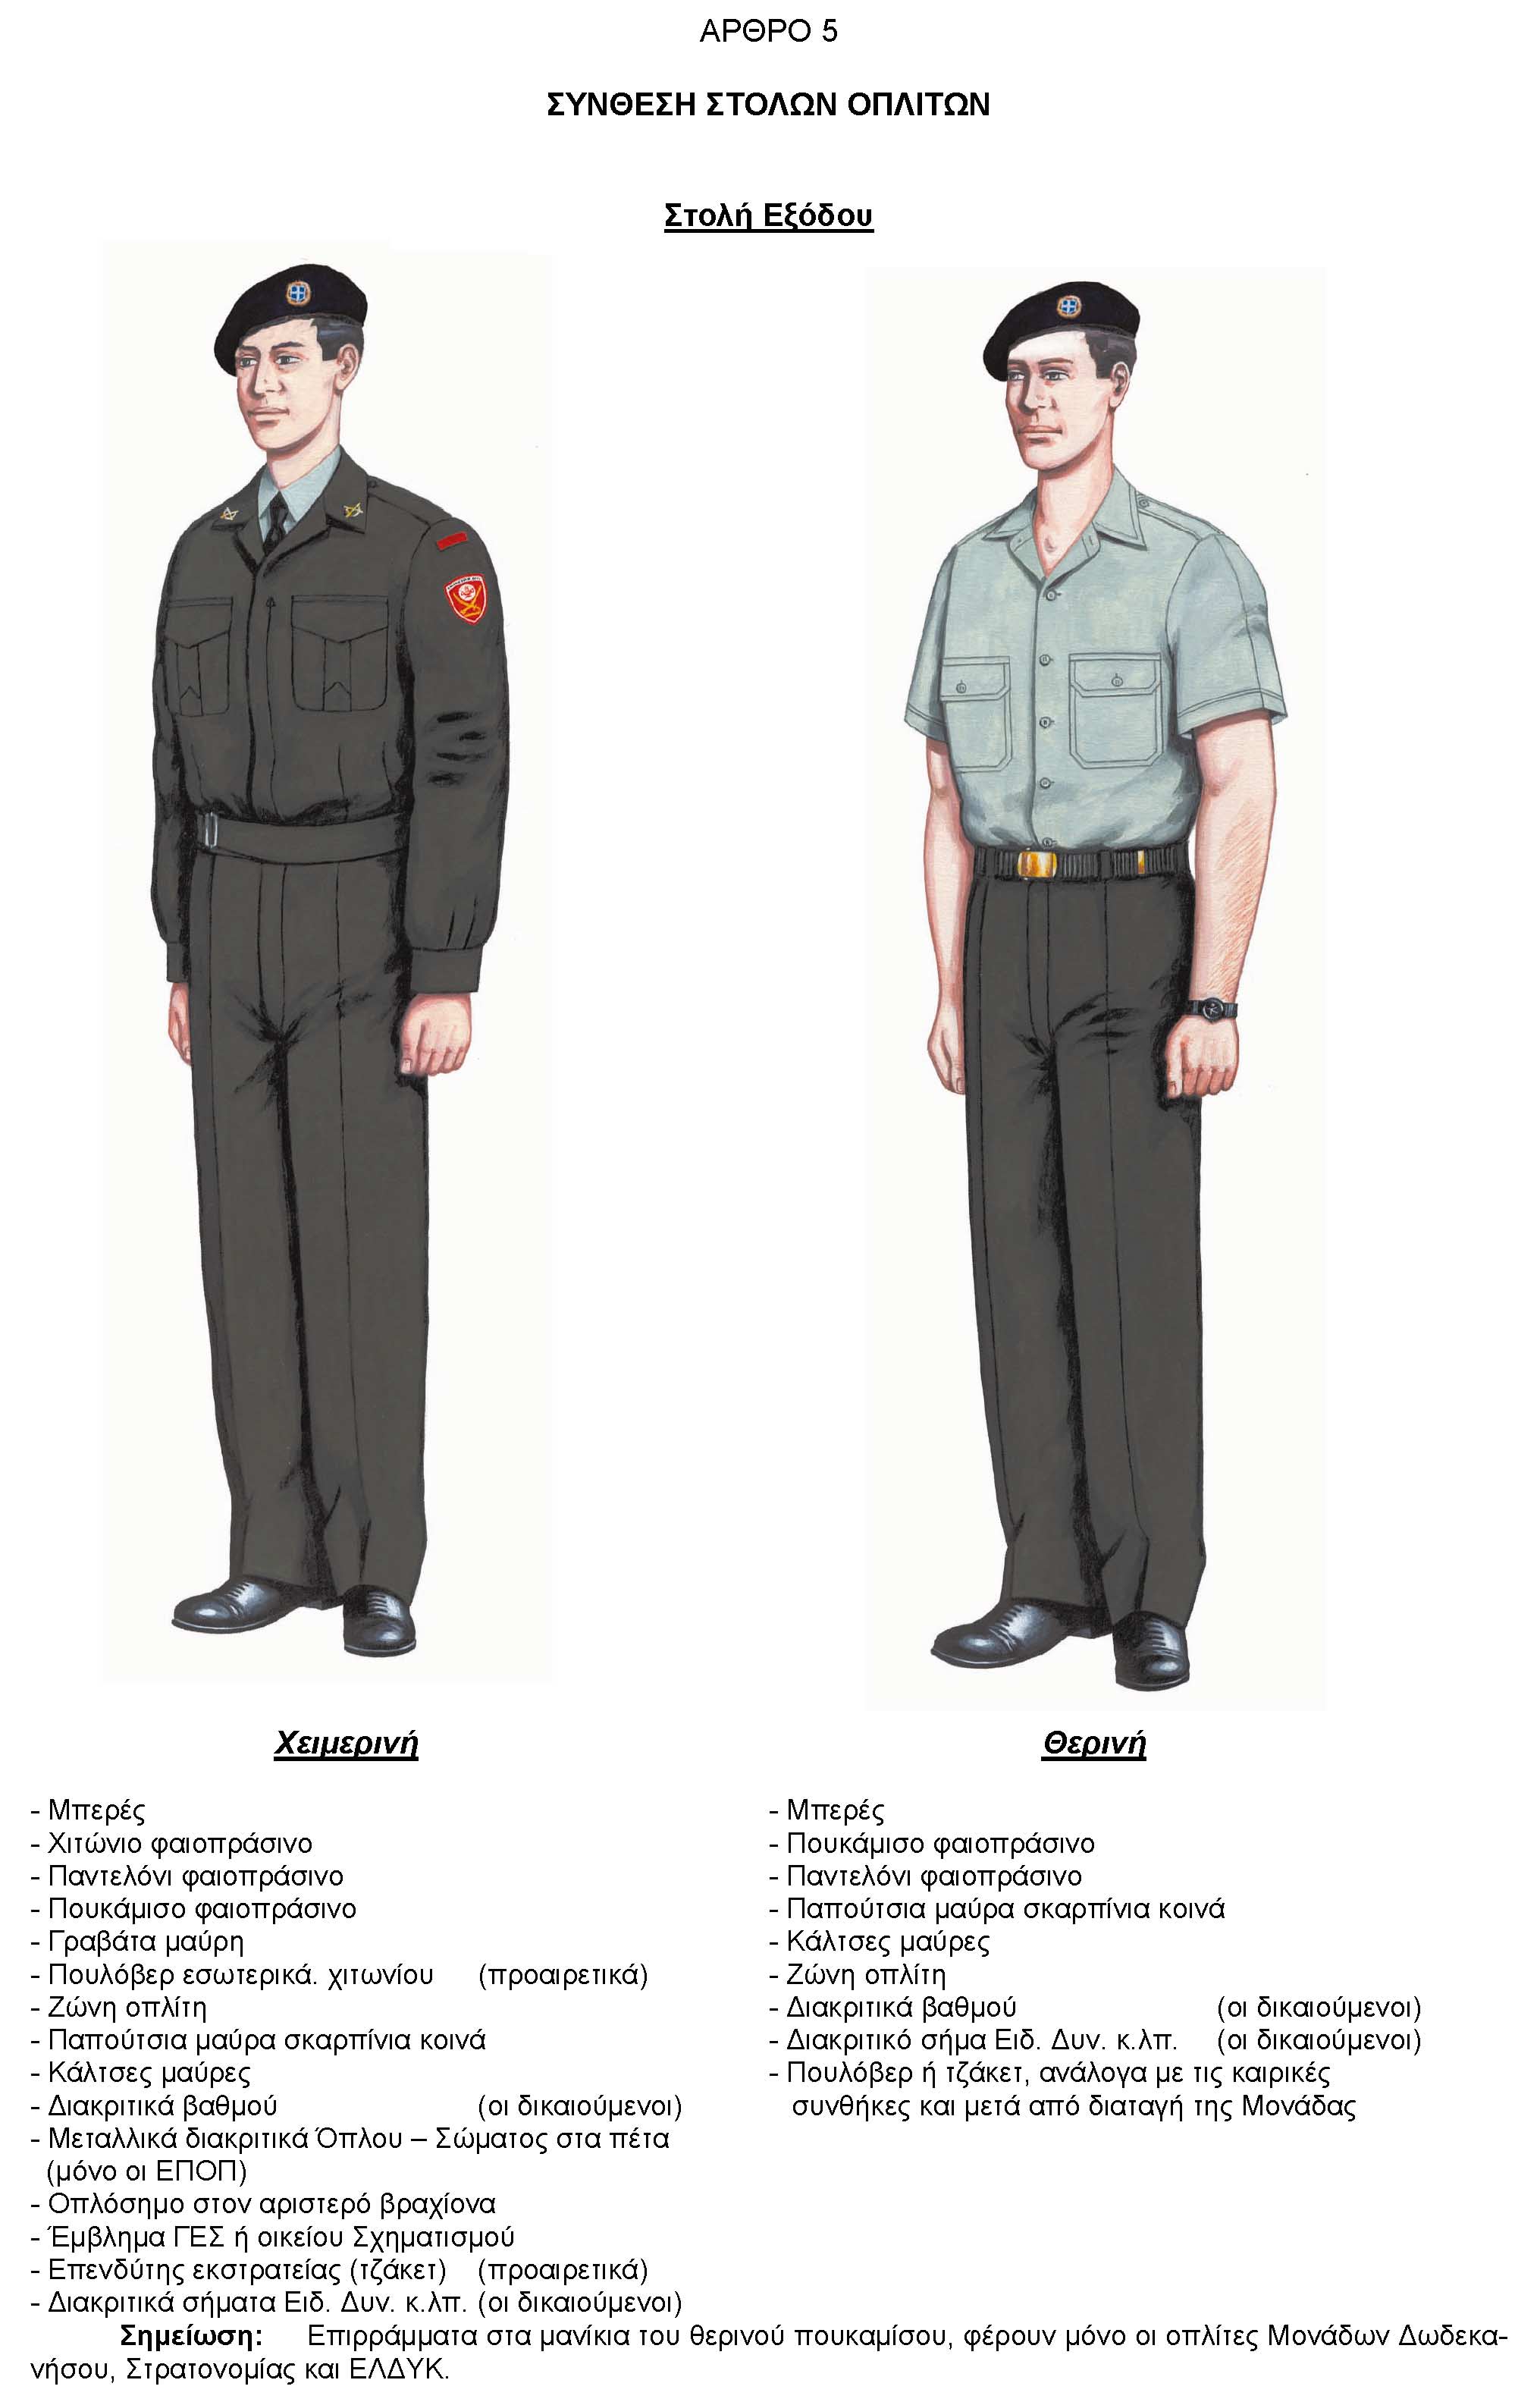 ΑΡΘΡΟ 5
ΣΥΝΘΕΣΗ ΣΤΟΛΩΝ ΟΠΛΙΤΩΝ
Στολή Εξόδου
Χειμερινή
- Μπερές
- Χιτώνιο φαιοπράσινο
- Παντελόνι φαιοπράσινο
- Πουκάμισο φαιοπράσινο
- Γραβάτα μαύρη
- Πουλόβερ εσωτερικά. χιτωνίου (προαιρετικά)
- Ζώνη οπλίτη
- Παπούτσια μαύρα σκαρπίνια κοινά
- Κάλτσες μαύρες
- Διακριτικά βαθμού (οι δικαιούμενοι)
- Μεταλλικά διακριτικά Όπλου – Σώματος στα πέτα
(μόνο οι ΕΠΟΠ)
- Οπλόσημο στον αριστερό βραχίονα
- Έμβλημα ΓΕΣ ή οικείου Σχηματισμού
- Επενδύτης εκστρατείας (τζάκετ) (προαιρετικά)
- Διακριτικά σήματα Ειδ. Δυν. κ.λπ. (οι δικαιούμενοι)
Θερινή
- Μπερές
- Πουκάμισο φαιοπράσινο
- Παντελόνι φαιοπράσινο
- Παπούτσια μαύρα σκαρπίνια κοινά
- Κάλτσες μαύρες
- Ζώνη οπλίτη
- Διακριτικά βαθμού (οι δικαιούμενοι)
- Διακριτικό σήμα Ειδ. Δυν. κ.λπ. (οι δικαιούμενοι)
- Πουλόβερ ή τζάκετ, ανάλογα με τις καιρικές
συνθήκες και μετά από διαταγή της Μονάδας
Σημείωση: Επιρράμματα στα μανίκια του θερινού πουκαμίσου, φέρουν μόνο οι οπλίτες Μονάδων Δωδεκα-
νήσου, Στρατονομίας και ΕΛΔΥΚ.